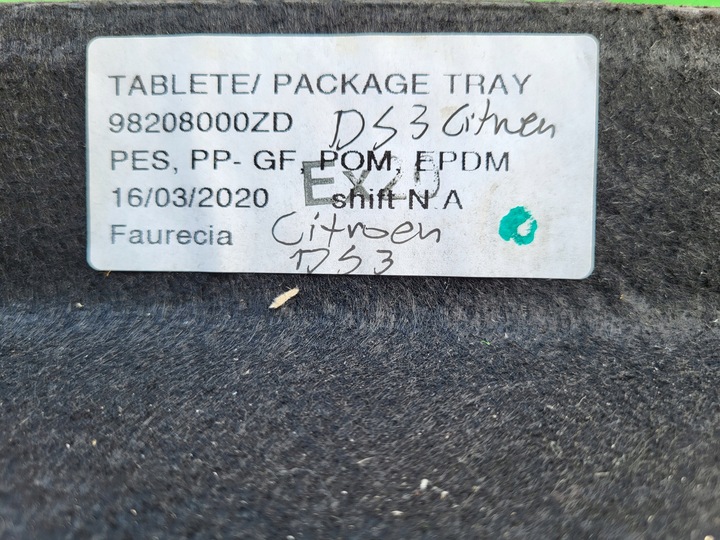 TABLETE/ PACKAGE TRAY
98208000ZD DS3 Citroen
PES, PP- GF, POM, EPDM
16/03/2020 shift N A
Faurecia Citroen
DS3